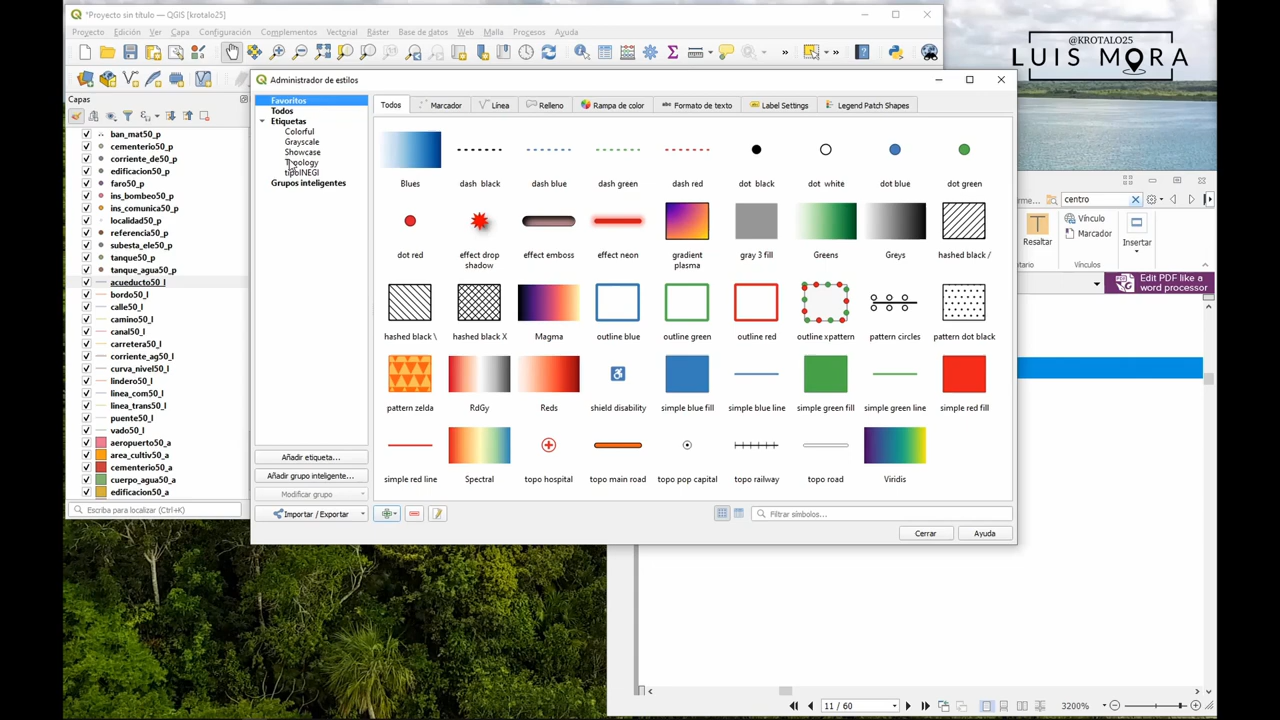 *Proyecto sin título — QGIS [krotalo25]
Proyecto Edición Ver Capa Configuración Complementos Vectorial Ráster Base de datos Web Malla Procesos Ayuda
@KROTALO25
LUIS MORA
Capas
ban_mat50_p
cementerio50_p
corriente_de50_p
edificacion50_p
faro50_p
ins_bombeo50_p
ins_comunica50_p
localidad50_p
referencia50_p
subesta_ele50_p
tanque50_p
tanque_agua50_p
acueducto50_l
bordo50_l
calle50_l
camino50_l
canal50_l
carretera50_l
corriente_ag50_l
curva_nivel50_l
lindero50_l
linea_com50_l
linea_trans50_l
puente50_l
vado50_l
aeropuerto50_a
area_cultiv50_a
cementerio50_a
cuerpo_agua50_a
edificacion50_a
Escriba para localizar (Ctrl+K)
Administrador de estilos
Favoritos
Todos
Etiquetas
Colorful
Grayscale
Showcase
Topology
tipoINEGI
Grupos inteligentes
Añadir etiqueta...
Añadir grupo inteligente...
Modificar grupo
Importar / Exportar
Todos Marcador Línea Relleno Rampa de color Formato de texto Label Settings Legend Patch Shapes
Blues dash black dash blue dash green dash red dot black dot white dot blue dot green
dot red effect drop shadow effect emboss effect neon gradient plasma gray 3 fill Greens Greys hashed black /
hashed black \ hashed black X Magma outline blue outline green outline red outline xpattern pattern circles pattern dot black
pattern zelda RdGy Reds shield disability simple blue fill simple blue line simple green fill simple green line simple red fill
simple red line Spectral topo hospital topo main road topo pop capital topo railway topo road Viridis
Filtrar símbolos...
Cerrar Ayuda
centro
Resaltar
Vínculo
Marcador
Insertar
Edit PDF like a
word processor
11 / 60
3200%